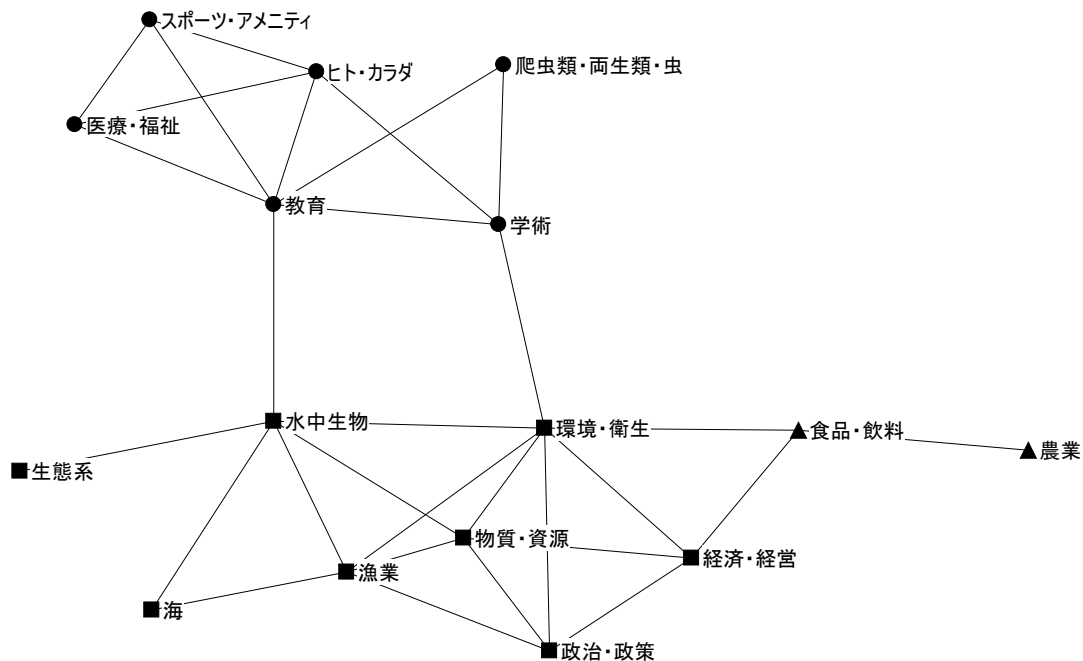 スポーツ・アメニティ
ヒト・カラダ
爬虫類・両生類・虫
医療・福祉
教育
学術
水中生物
環境・衛生
食品・飲料
農業
生態系
物質・資源
経済・経営
漁業
海
政治・政策